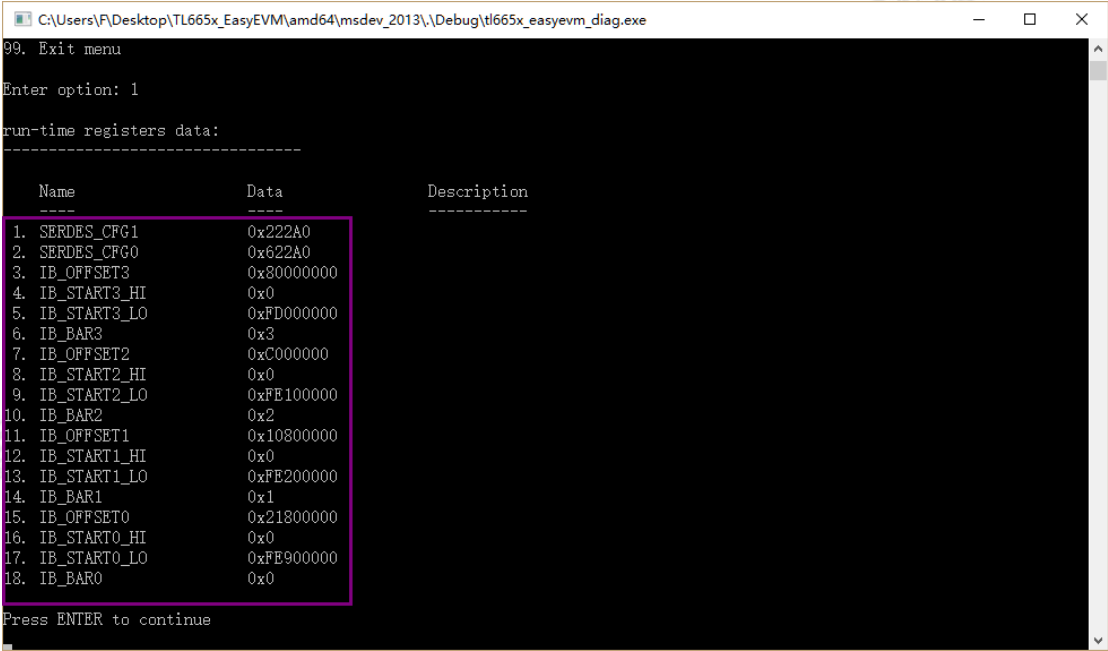 C:\Users\F\Desktop\TL665x_EasyEVM\amd64\msdev_2013\.\Debug\tl665x_easyevm_diag.exe
99. Exit menu
Enter option: 1
run-time registers data:
---------------------------------
Name Data Description
---- ---- -----------
1. SERDES_CFG1 0x222A0
2. SERDES_CFG0 0x622A0
3. IB_OFFSET3 0x80000000
4. IB_START3_HI 0x0
5. IB_START3_LO 0xFD000000
6. IB_BAR3 0x3
7. IB_OFFSET2 0xC000000
8. IB_START2_HI 0x0
9. IB_START2_LO 0xFE100000
10. IB_BAR2 0x2
11. IB_OFFSET1 0x10800000
12. IB_START1_HI 0x0
13. IB_START1_LO 0xFE200000
14. IB_BAR1 0x1
15. IB_OFFSET0 0x21800000
16. IB_START0_HI 0x0
17. IB_START0_LO 0xFE900000
18. IB_BAR0 0x0
Press ENTER to continue